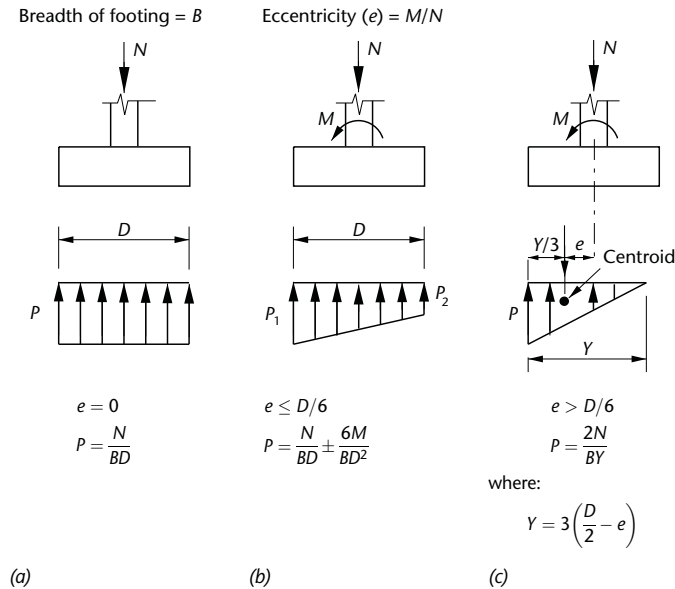 Breadth of footing = B
Eccentricity (e) = M/N
N
N
N
M
M
D
D
Y/3
e
Centroid
P
P1
P2
P
Y
e = 0
P = N/BD
e ≤ D/6
P = N/BD ± 6M/BD²
e > D/6
P = 2N/BY
where:
Y = 3(D/2 − e)
(a)
(b)
(c)